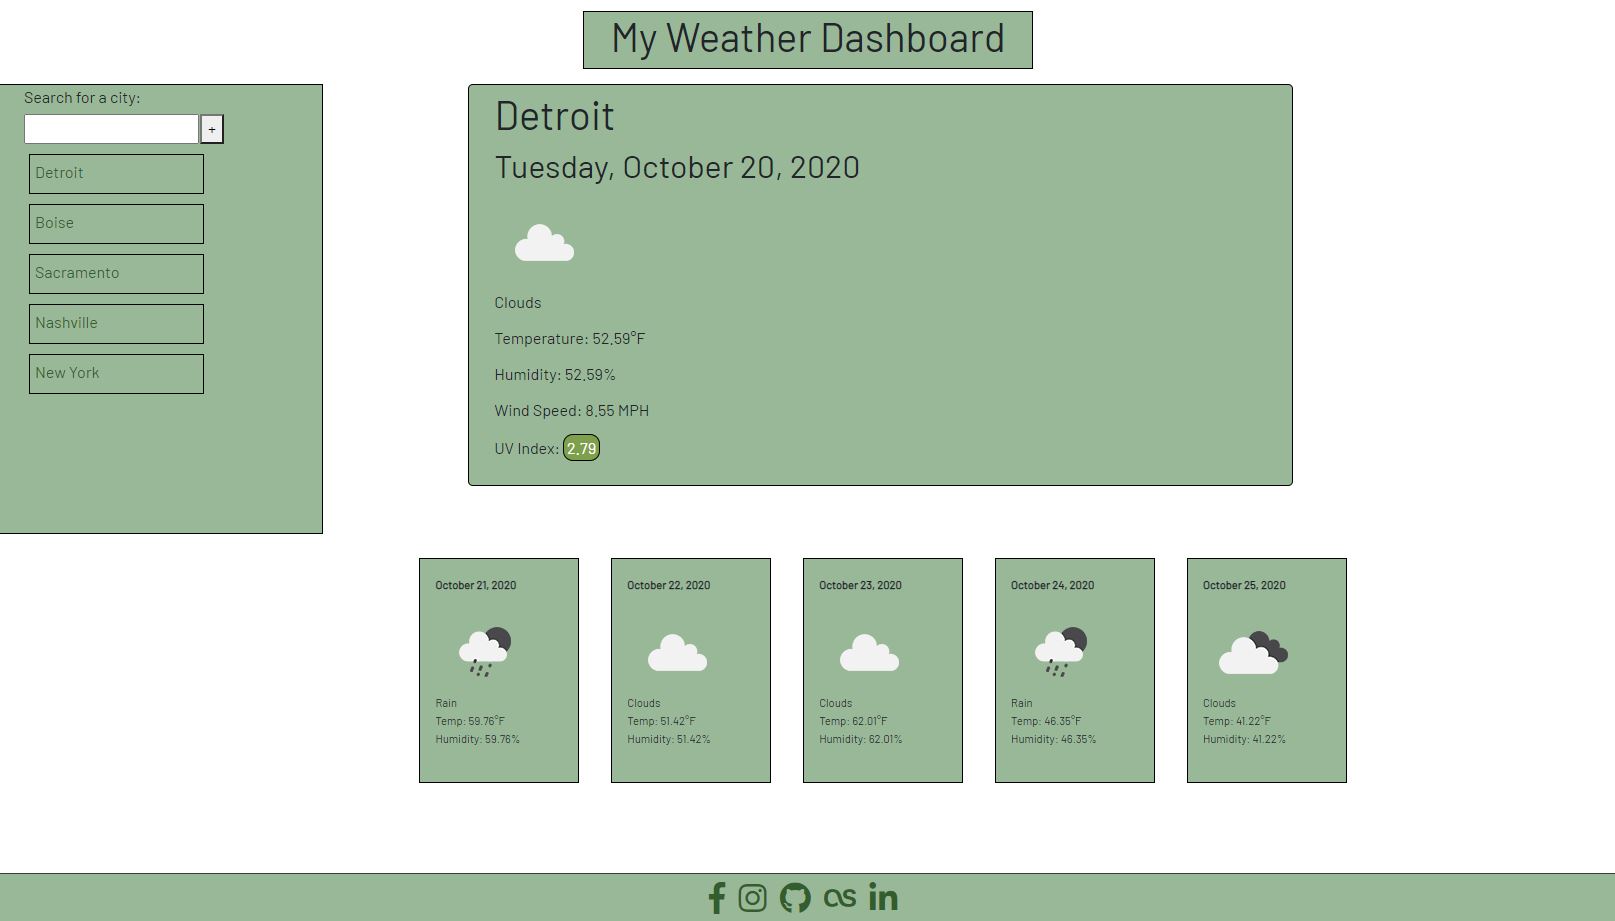 My Weather Dashboard
Search for a city:
+
Detroit
Boise
Sacramento
Nashville
New York
Detroit
Tuesday, October 20, 2020
Clouds
Temperature: 52.59°F
Humidity: 52.59%
Wind Speed: 8.55 MPH
UV Index: 2.79
October 21, 2020
Rain
Temp: 59.76°F
Humidity: 59.76%
October 22, 2020
Clouds
Temp: 51.42°F
Humidity: 51.42%
October 23, 2020
Clouds
Temp: 62.01°F
Humidity: 62.01%
October 24, 2020
Rain
Temp: 46.35°F
Humidity: 46.35%
October 25, 2020
Clouds
Temp: 41.22°F
Humidity: 41.22%